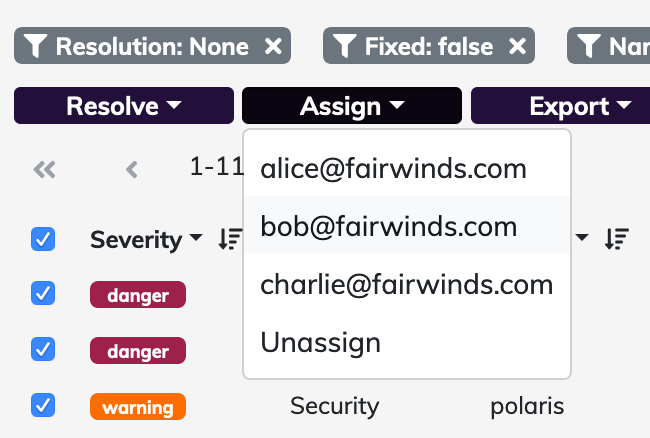 Resolution: None ×
Fixed: false ×
Nar
Resolve
Assign
Export
1-11
alice@fairwinds.com
bob@fairwinds.com
charlie@fairwinds.com
Unassign
Severity
danger
danger
warning
Security
polaris